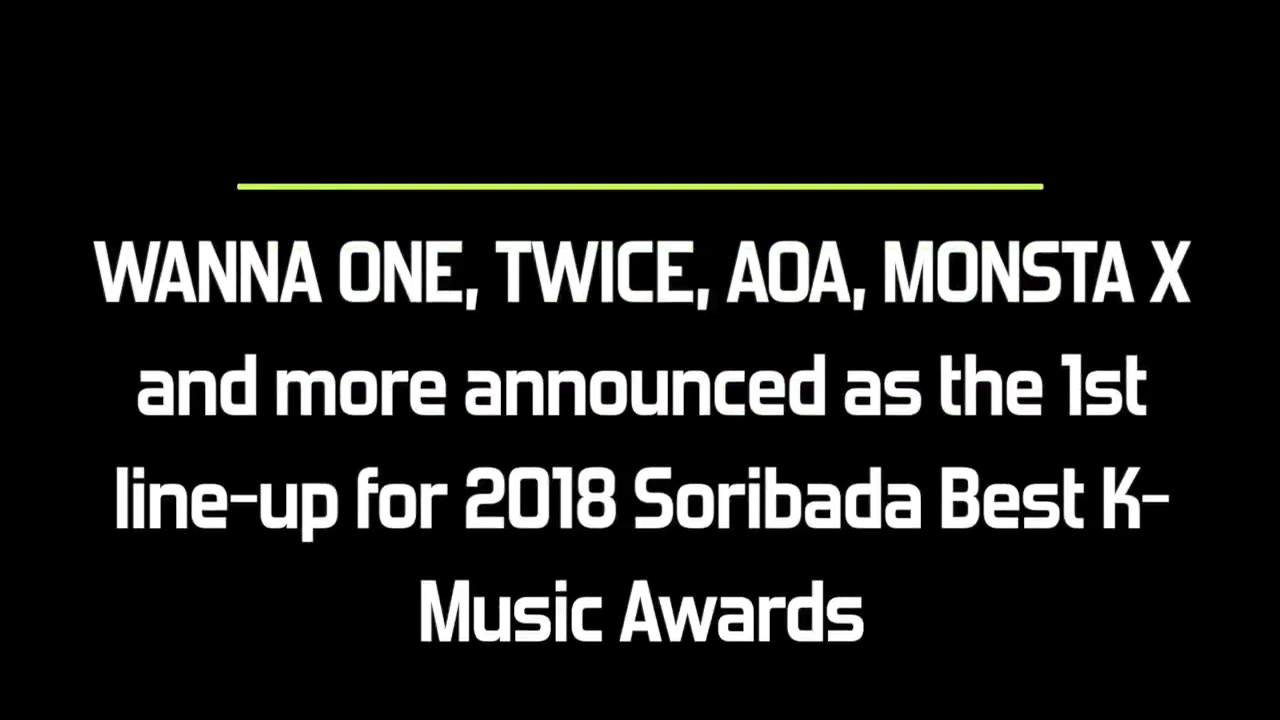 WANNA ONE, TWICE, AOA, MONSTA X
and more announced as the 1st
line-up for 2018 Soribada Best K-
Music Awards